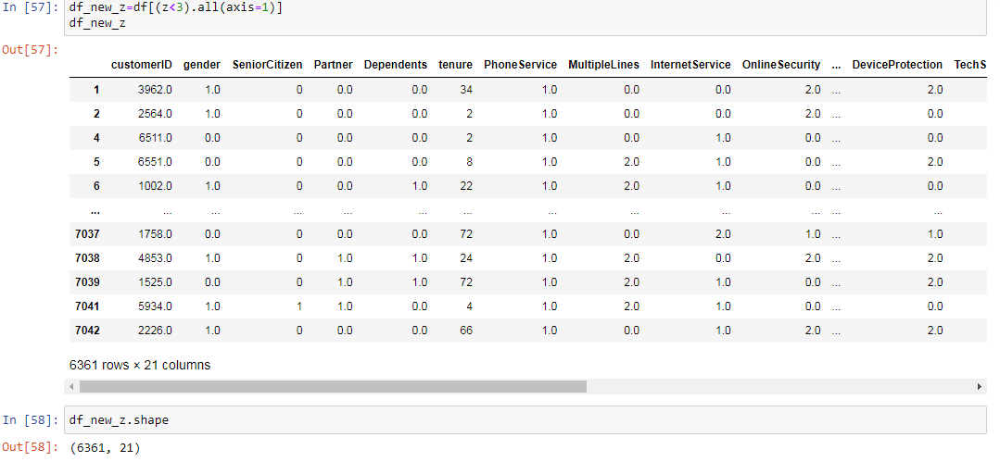 In [57]: df_new_z=df[(z<3).all(axis=1)]
df_new_z
Out[57]:
customerID gender SeniorCitizen Partner Dependents tenure PhoneService MultipleLines InternetService OnlineSecurity ... DeviceProtection TechS
1 3962.0 1.0 0 0.0 0.0 34 1.0 0.0 0.0 2.0 ... 2.0
2 2564.0 1.0 0 0.0 0.0 2 1.0 0.0 0.0 2.0 ... 0.0
4 6511.0 0.0 0 0.0 0.0 2 1.0 0.0 1.0 0.0 ... 0.0
5 6551.0 0.0 0 0.0 0.0 8 1.0 2.0 1.0 0.0 ... 2.0
6 1002.0 1.0 0 0.0 1.0 22 1.0 2.0 1.0 0.0 ... 0.0
... ... ... ... ... ... ... ... ... ... ... ... ...
7037 1758.0 0.0 0 0.0 0.0 72 1.0 0.0 2.0 1.0 ... 1.0
7038 4853.0 1.0 0 1.0 1.0 24 1.0 2.0 0.0 2.0 ... 2.0
7039 1525.0 0.0 0 1.0 1.0 72 1.0 2.0 1.0 0.0 ... 2.0
7041 5934.0 1.0 1 1.0 0.0 4 1.0 2.0 1.0 0.0 ... 0.0
7042 2226.0 1.0 0 0.0 0.0 66 1.0 0.0 1.0 2.0 ... 2.0
6361 rows × 21 columns
In [58]: df_new_z.shape
Out[58]: (6361, 21)